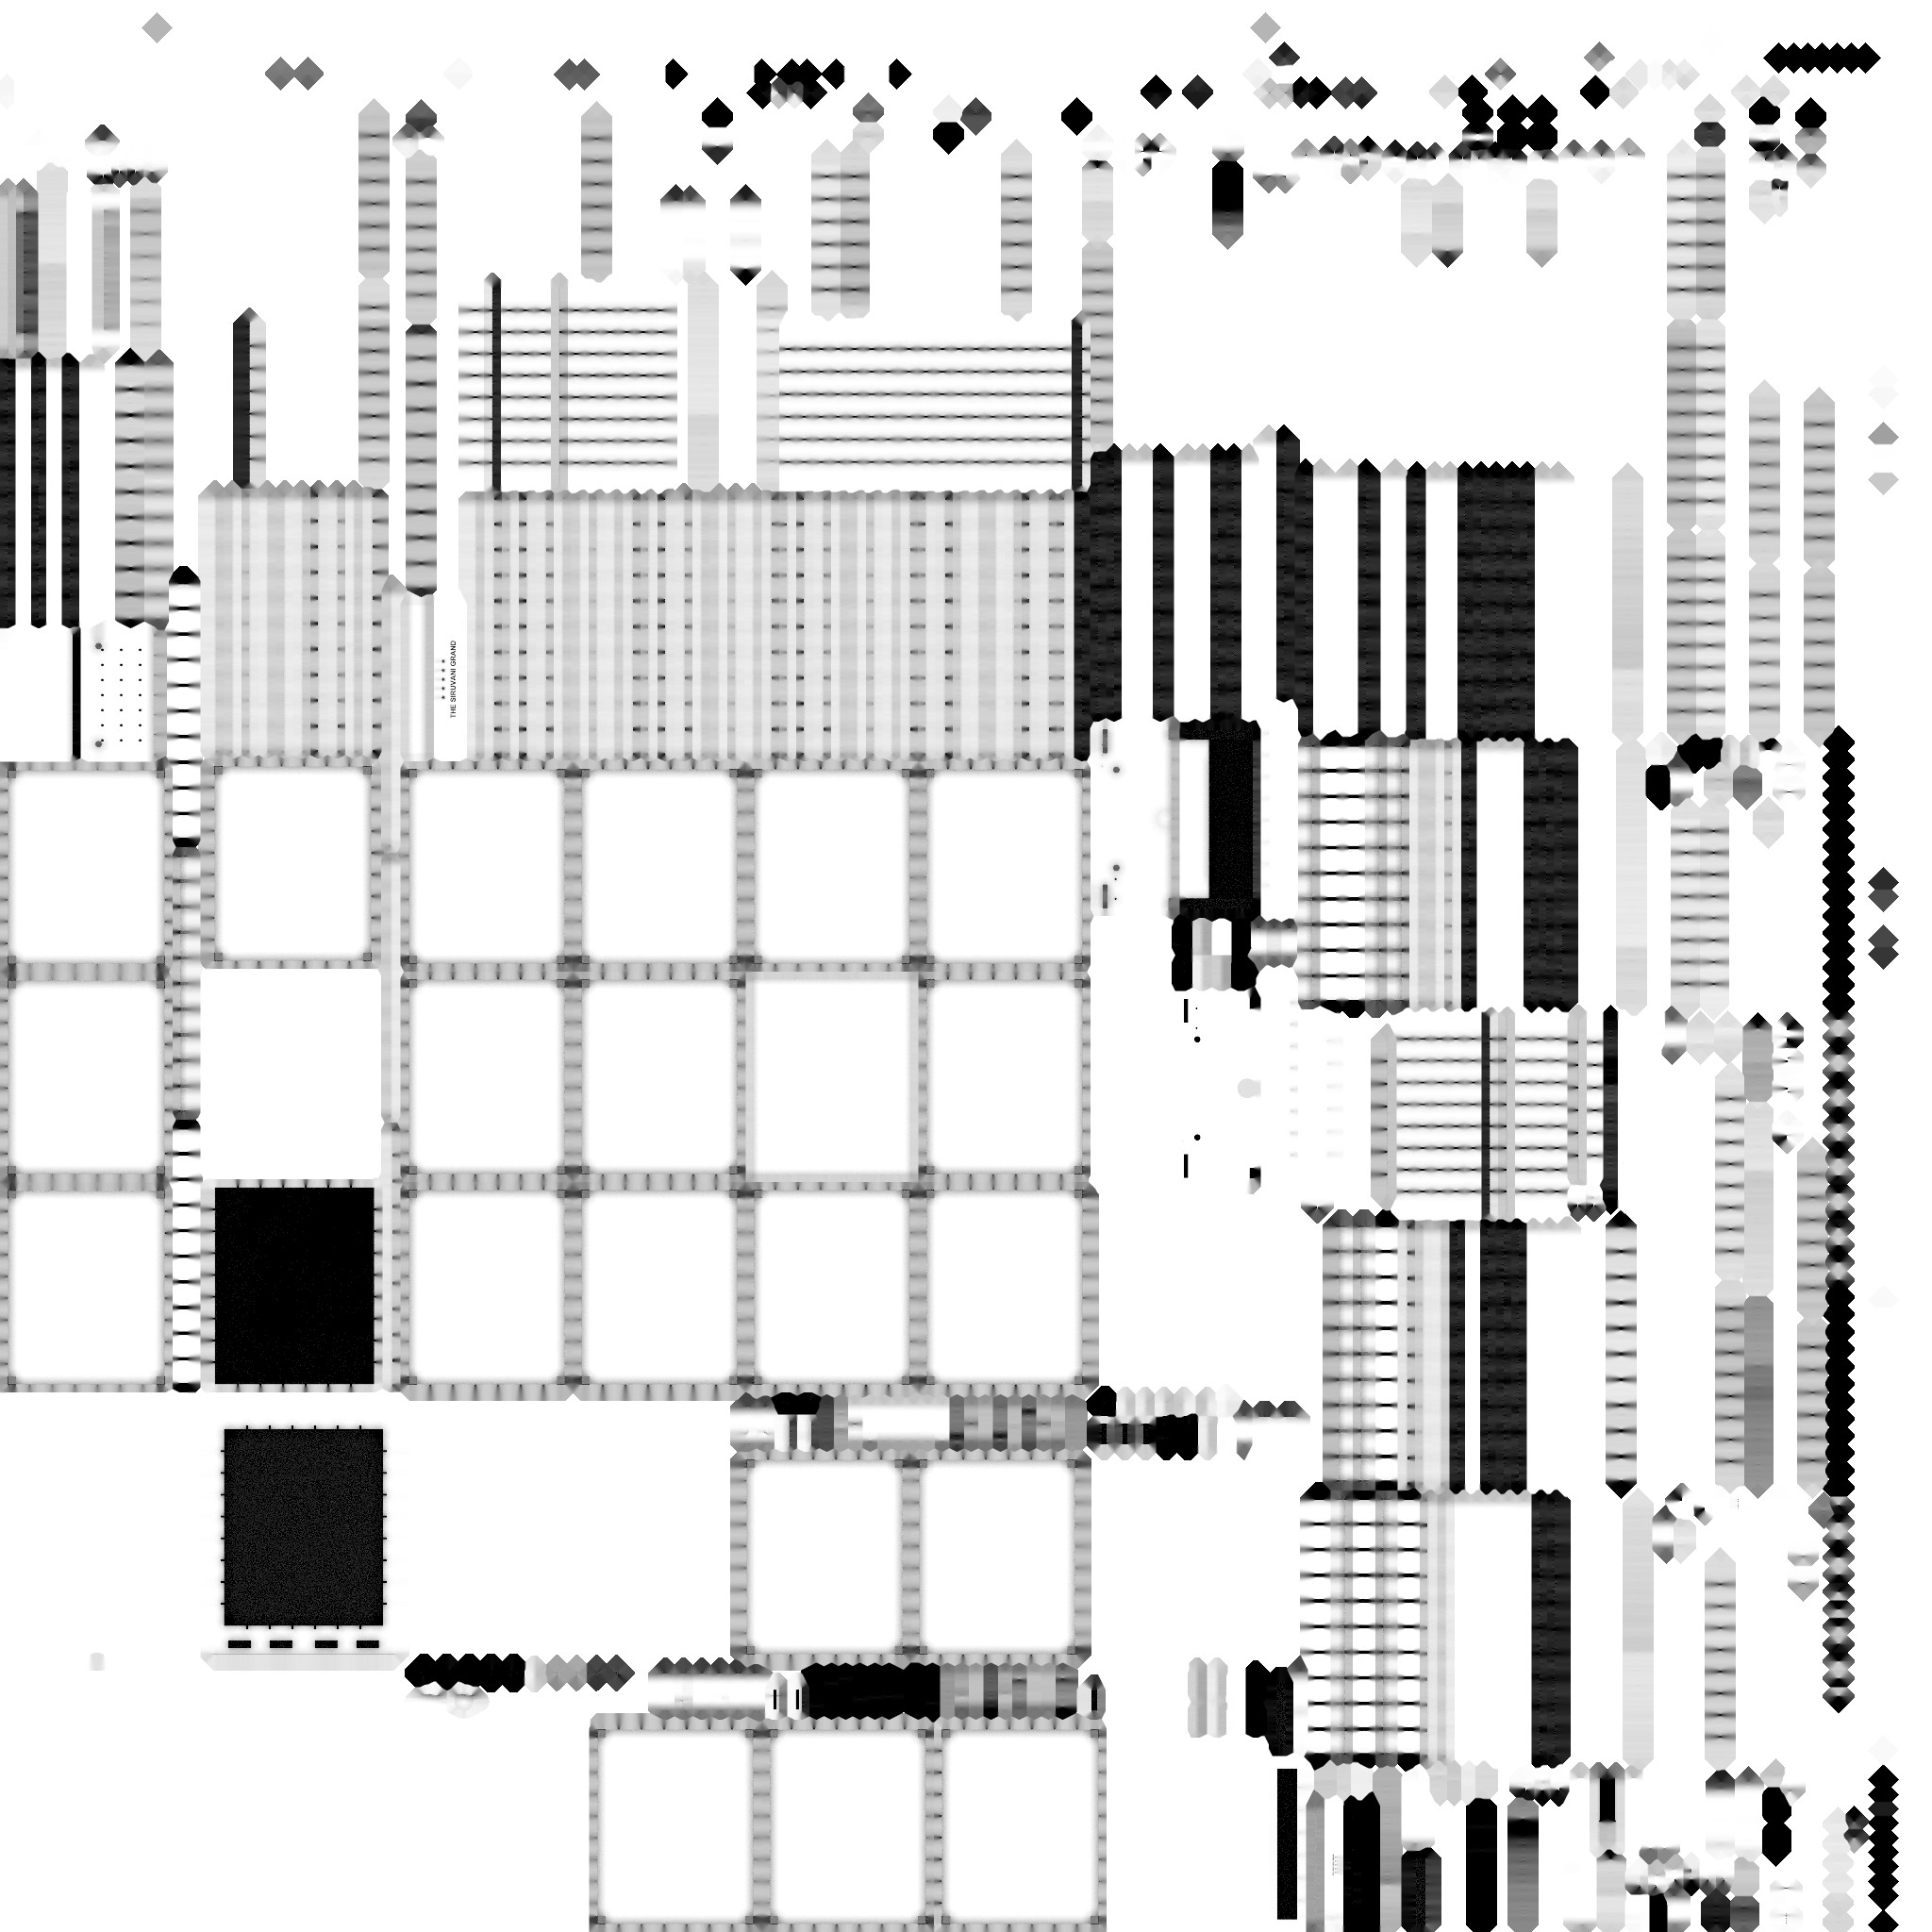 ★ ★ ★ ★ ★
THE SIRUVANI GRAND